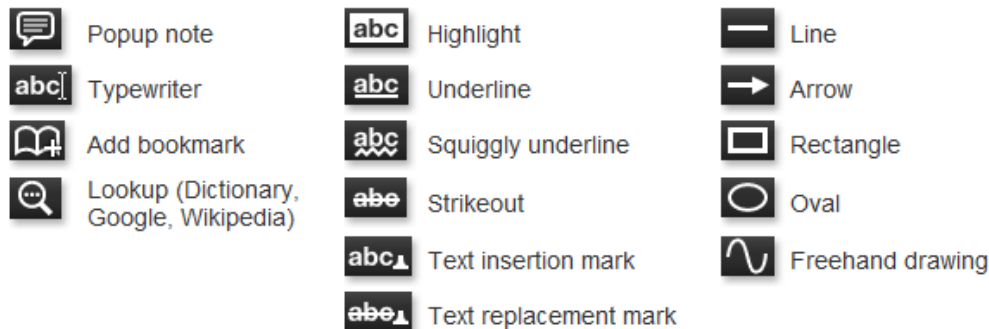 Popup note
abc Typewriter
Add bookmark
Lookup (Dictionary,
Google, Wikipedia)
abc Highlight
abc Underline
abc Squiggly underline
abc Strikeout
abc Text insertion mark
abc Text replacement mark
Line
Arrow
Rectangle
Oval
Freehand drawing